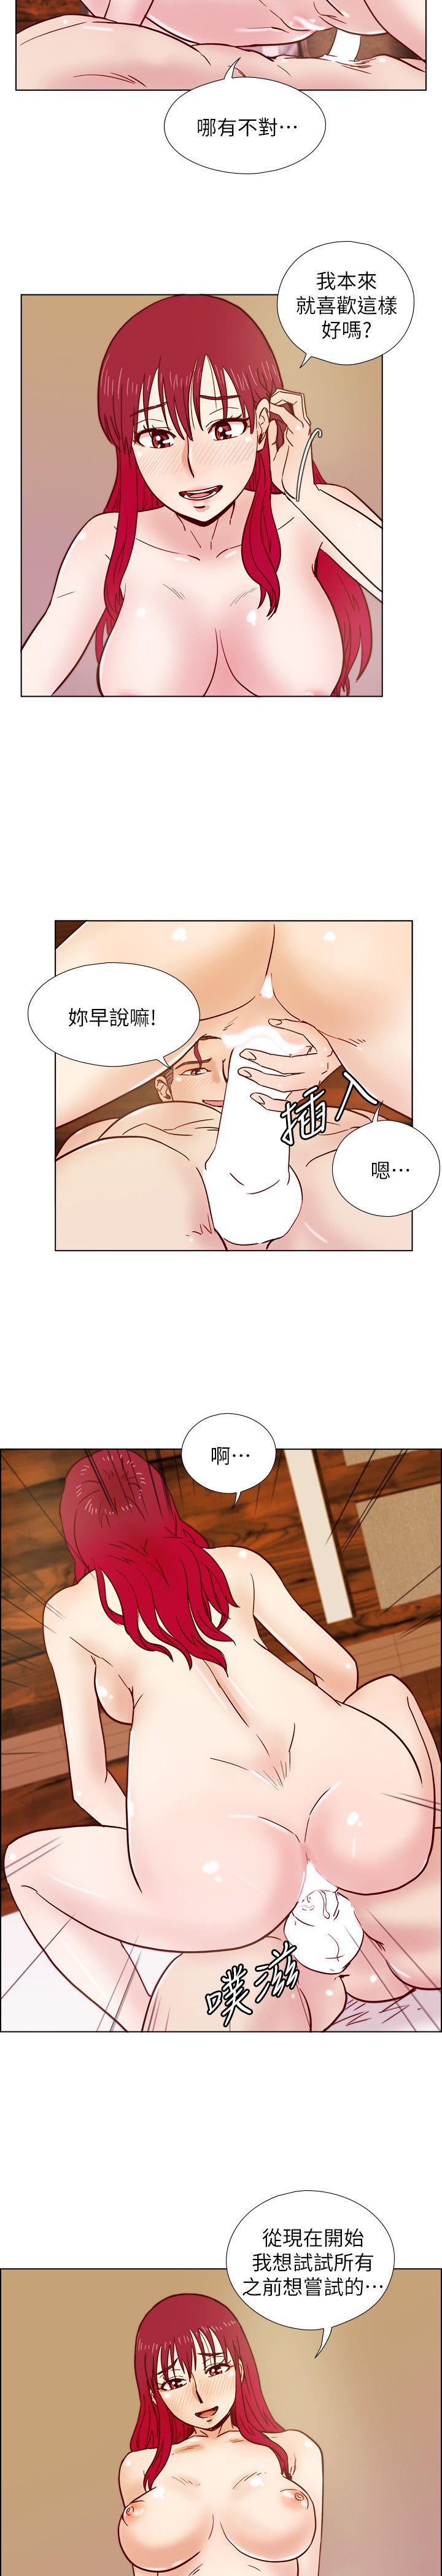 哪有不對⋯
我本來
就喜歡這樣
好嗎?
妳早說嘛!
插入
嗯⋯
啊⋯
噗滋
從現在開始
我想試試所有
之前想嘗試的⋯